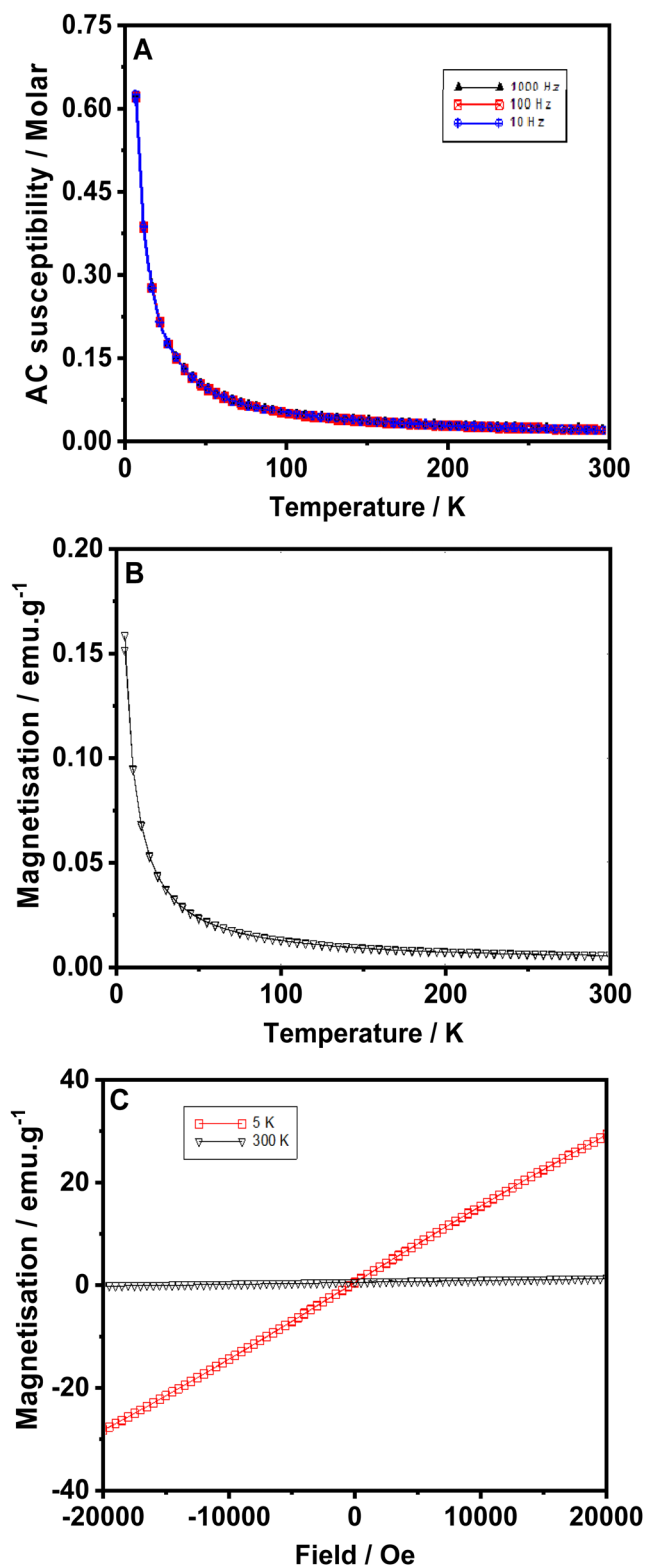 A
AC susceptibility / Molar
0.75
0.60
0.45
0.30
0.15
0.00
1000 Hz
100 Hz
10 Hz
0 100 200 300
Temperature / K
B
Magnetisation / emu.g⁻¹
0.20
0.15
0.10
0.05
0.00
0 100 200 300
Temperature / K
C
Magnetisation / emu.g⁻¹
40
20
0
-20
-40
5 K
300 K
-20000 -10000 0 10000 20000
Field / Oe